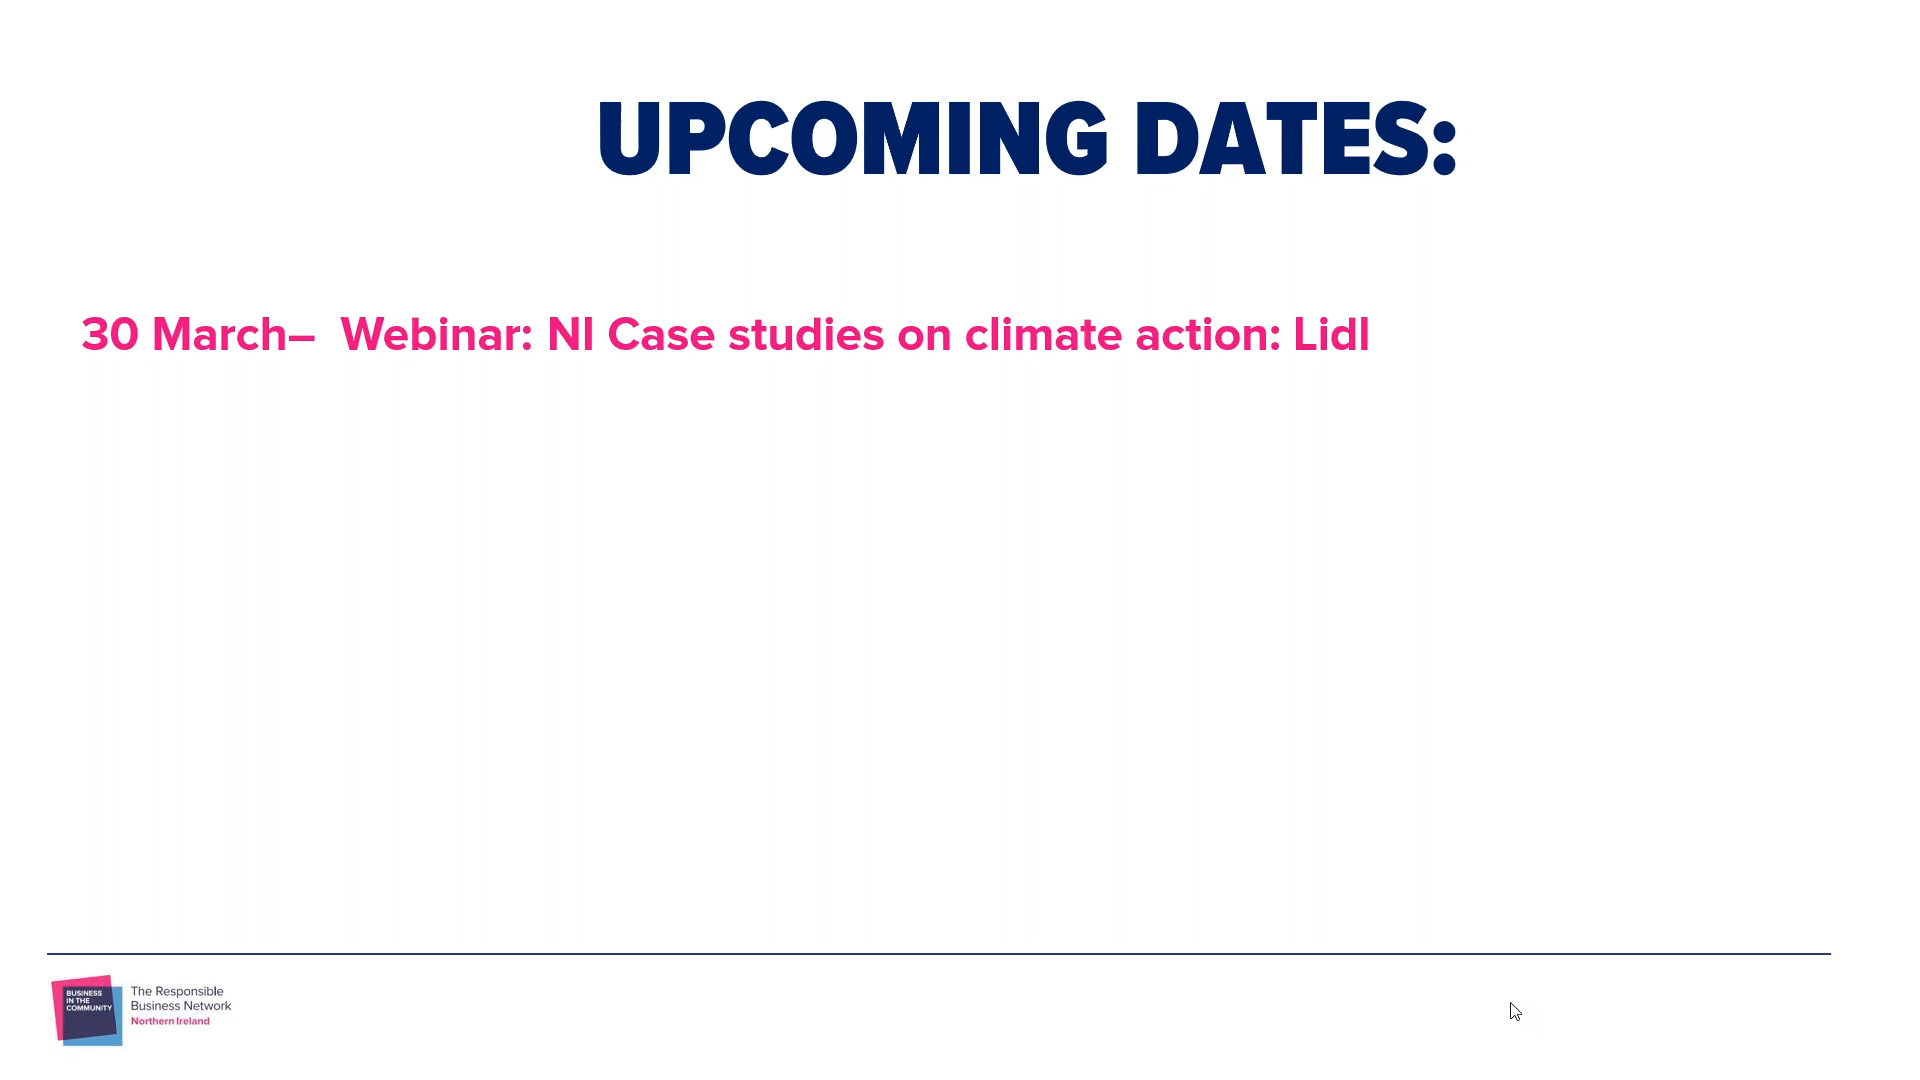 UPCOMING DATES:
30 March–  Webinar: NI Case studies on climate action: Lidl
BUSINESS
IN THE
COMMUNITY
The Responsible
Business Network
Northern Ireland